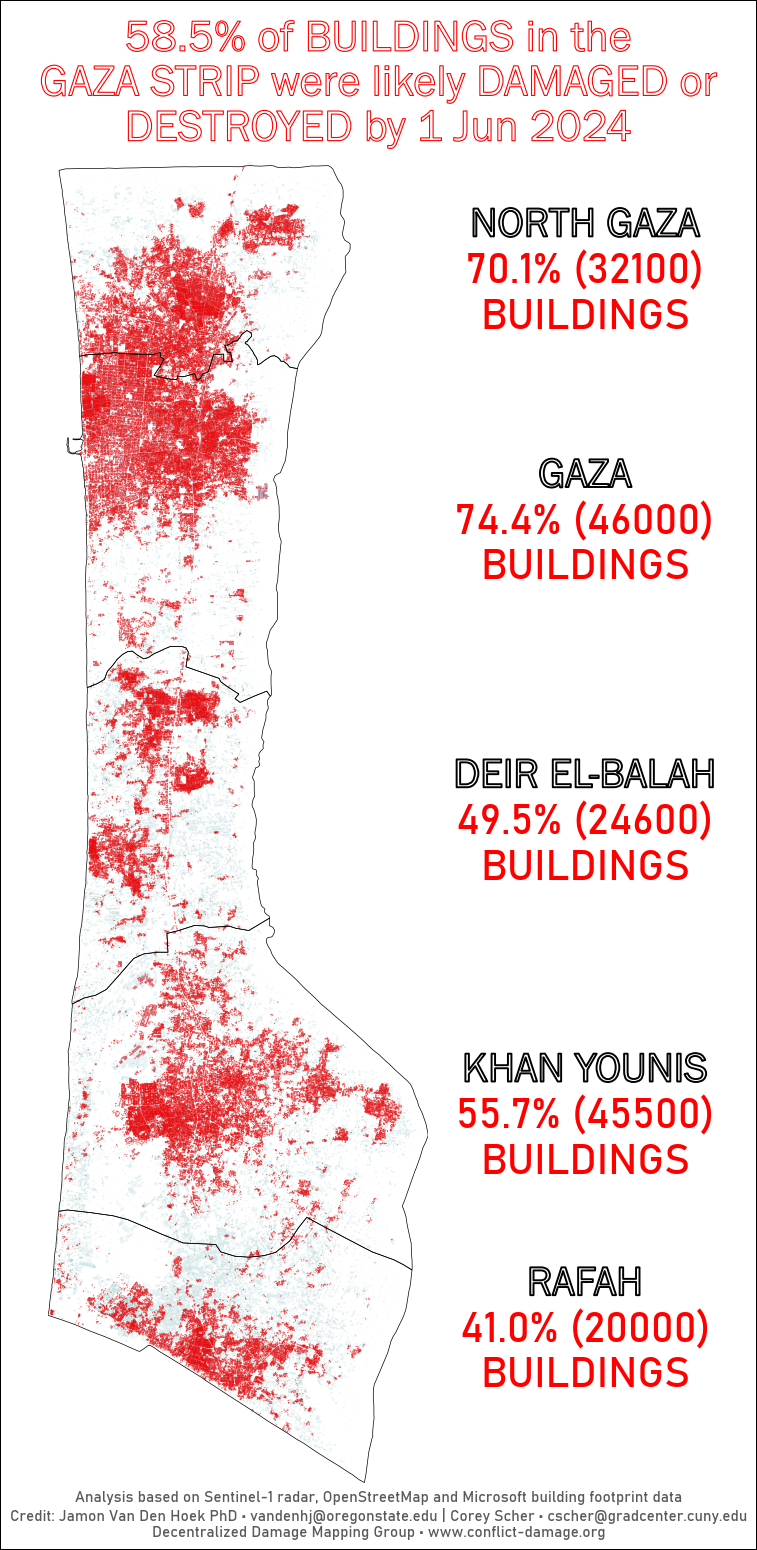 58.5% of BUILDINGS in the
GAZA STRIP were likely DAMAGED or
DESTROYED by 1 Jun 2024
NORTH GAZA
70.1% (32100)
BUILDINGS
GAZA
74.4% (46000)
BUILDINGS
DEIR EL-BALAH
49.5% (24600)
BUILDINGS
KHAN YOUNIS
55.7% (45500)
BUILDINGS
RAFAH
41.0% (20000)
BUILDINGS
Analysis based on Sentinel-1 radar, OpenStreetMap and Microsoft building footprint data
Credit: Jamon Van Den Hoek PhD • vandenhj@oregonstate.edu | Corey Scher • cscher@gradcenter.cuny.edu
Decentralized Damage Mapping Group • www.conflict-damage.org